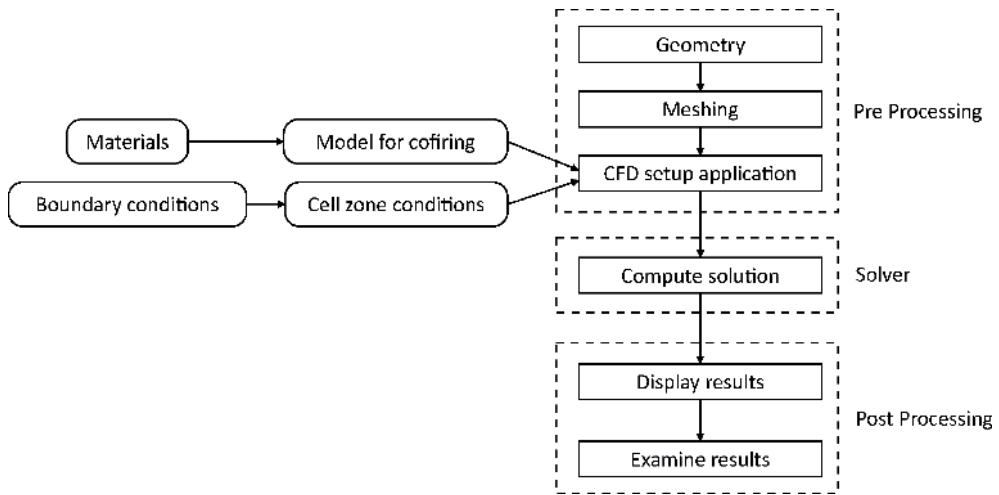 Geometry
Meshing
Pre Processing
Materials
Model for cofiring
CFD setup application
Boundary conditions
Cell zone conditions
Compute solution
Solver
Display results
Post Processing
Examine results